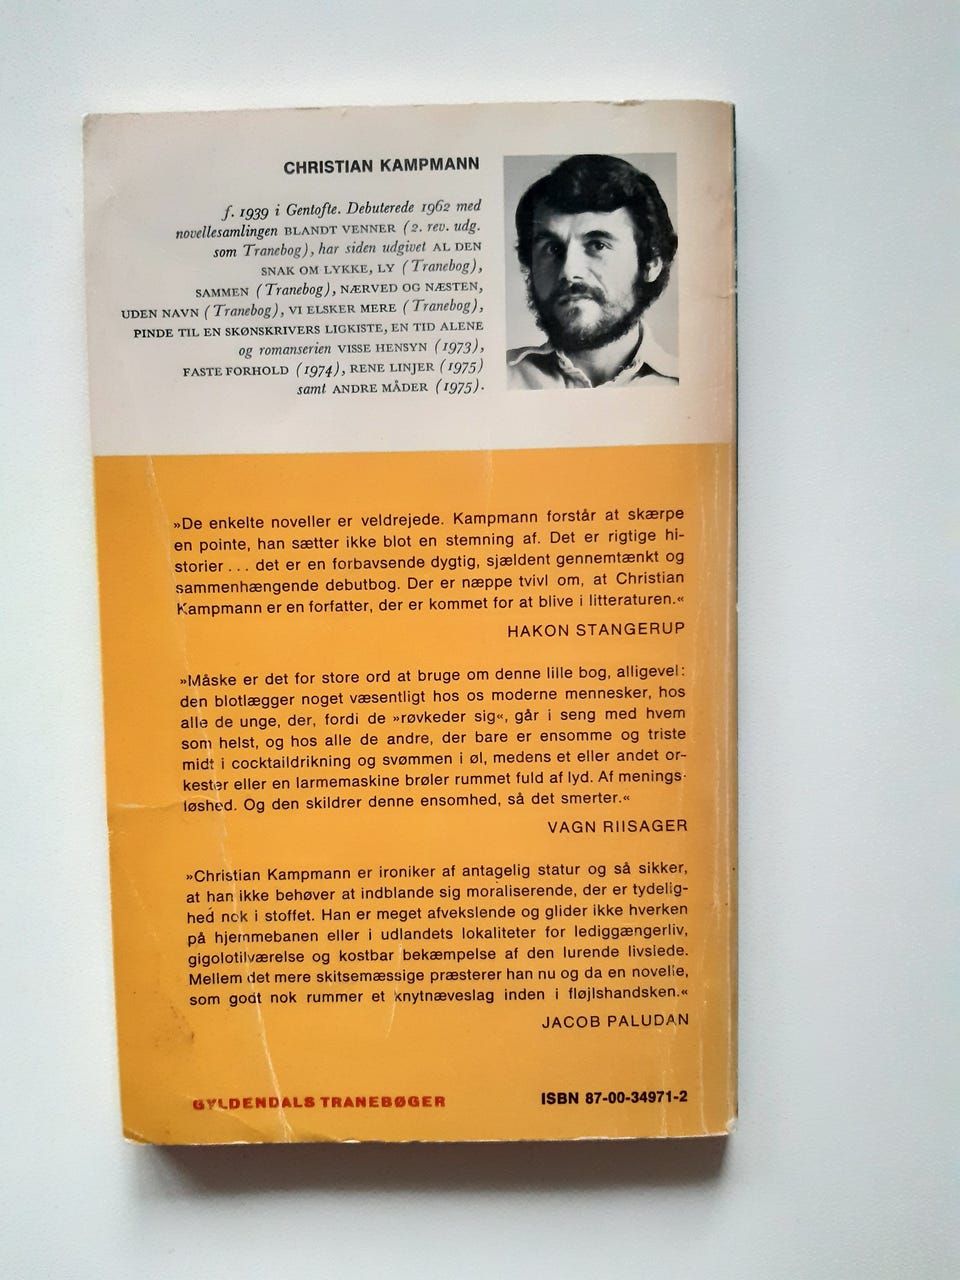 CHRISTIAN KAMPMANN
f. 1939 i Gentofte. Debuterede 1962 med
novellesamlingen BLANDT VENNER (2. rev. udg.
som Tranebog), har siden udgivet AL DEN
SNAK OM LYKKE, LY (Tranebog),
SAMMEN (Tranebog), NÆRVED OG NÆSTEN,
UDEN NAVN (Tranebog), VI ELSKER MERE (Tranebog),
PINDE TIL EN SKØNSKRIVERS LIGKISTE, EN TID ALENE
og romanserien VISSE HENSYN (1973),
FASTE FORHOLD (1974), RENE LINJER (1975)
samt ANDRE MÅDER (1975).
»De enkelte noveller er veldrejede. Kampmann forstår at skærpe
en pointe, han sætter ikke blot en stemning af. Det er rigtige hi-
storier . . . det er en forbavsende dygtig, sjældent gennemtænkt og
sammenhængende debutbog. Der er næppe tvivl om, at Christian
Kampmann er en forfatter, der er kommet for at blive i litteraturen.«
HAKON STANGERUP
»Måske er det for store ord at bruge om denne lille bog, alligevel:
den blotlægger noget væsentligt hos os moderne mennesker, hos
alle de unge, der, fordi de »røvkeder sig«, går i seng med hvem
som helst, og hos alle de andre, der bare er ensomme og triste
midt i cocktaildrikning og svømmen i øl, medens et eller andet or-
kester eller en larmemaskine brøler rummet fuld af lyd. Af menings-
løshed. Og den skildrer denne ensomhed, så det smerter.«
VAGN RIISAGER
»Christian Kampmann er ironiker af antagelig statur og så sikker,
at han ikke behøver at indblande sig moraliserende, der er tydelig-
hed nok i stoffet. Han er meget afvekslende og glider ikke hverken
på hjemmebanen eller i udlandets lokaliteter for lediggængerliv,
gigolotilværelse og kostbar bekæmpelse af den lurende livslede.
Mellem det mere skitsemæssige præsterer han nu og da en novelle,
som godt nok rummer et knytnæveslag inden i fløjlshandsken.«
JACOB PALUDAN
GYLDENDALS TRANEBØGER
ISBN 87-00-34971-2